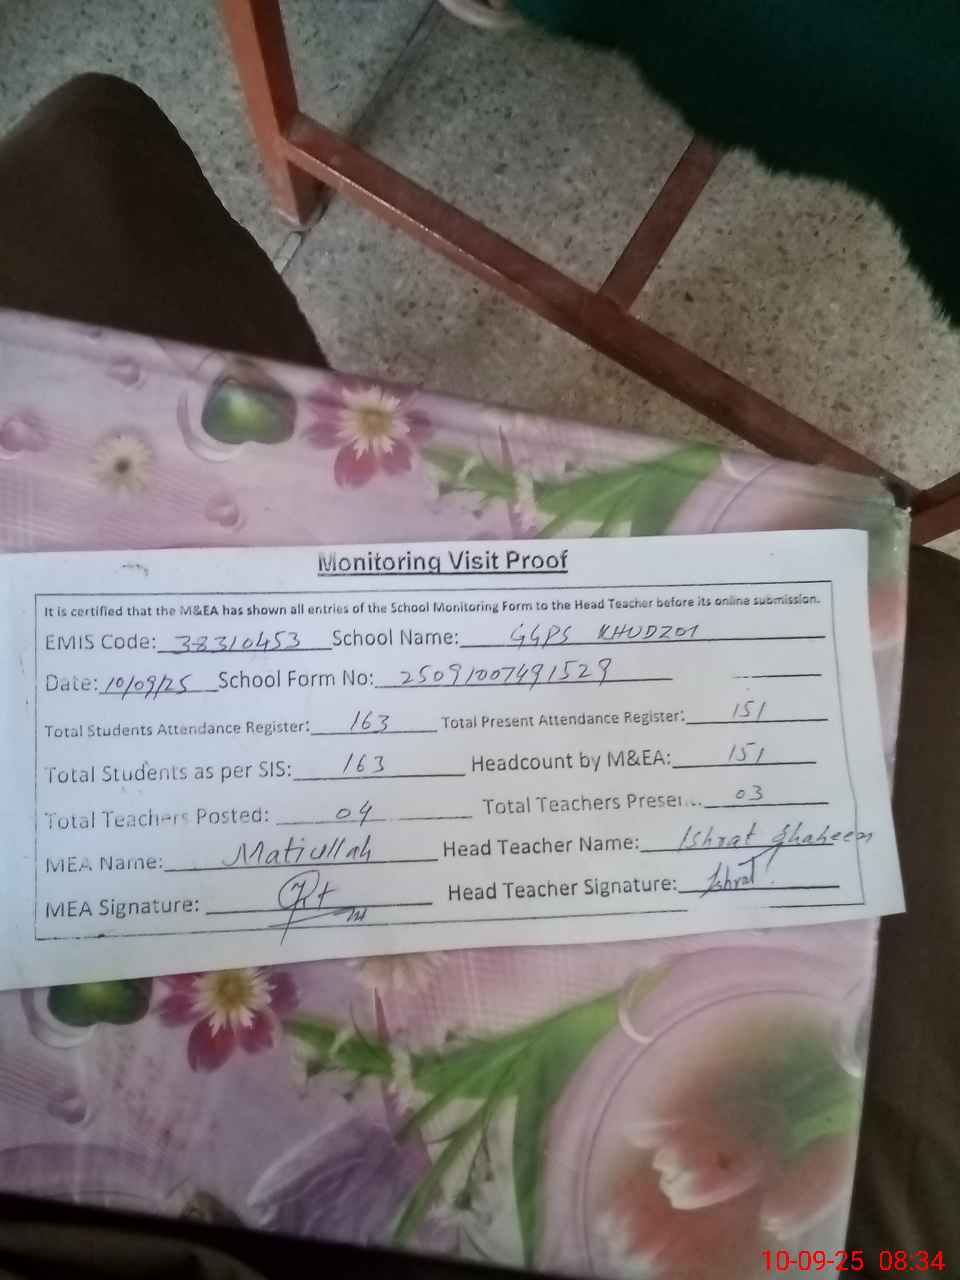 Monitoring Visit Proof
It is certified that the M&EA has shown all entries of the School Monitoring Form to the Head Teacher before its online submission.
EMIS Code: 38310453 School Name: GGPS KHUDZOI
Date: 10/09/25 School Form No: 25091007491529
Total Students Attendance Register: 163 Total Present Attendance Register: 151
Total Students as per SIS: 163 Headcount by M&EA: 151
Total Teachers Posted: 04 Total Teachers Present: 03
MEA Name: Matiullah Head Teacher Name: Ishrat Shaheen
MEA Signature: Head Teacher Signature: Ishrat
10-09-25 08:34